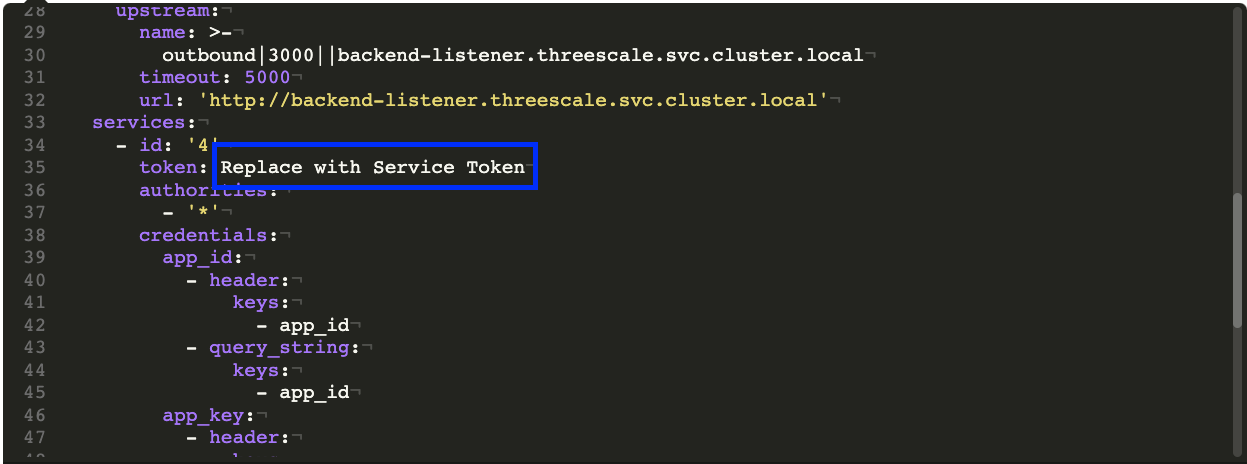 28 upstream:¬
29 name: >-¬
30 outbound|3000||backend-listener.threescale.svc.cluster.local¬
31 timeout: 5000¬
32 url: 'http://backend-listener.threescale.svc.cluster.local'¬
33 services:¬
34 - id: '4'¬
35 token: Replace with Service Token¬
36 authorities:¬
37 - '*'¬
38 credentials:¬
39 app_id:¬
40 - header:¬
41 keys:¬
42 - app_id¬
43 - query_string:¬
44 keys:¬
45 - app_id¬
46 app_key:¬
47 - header:¬